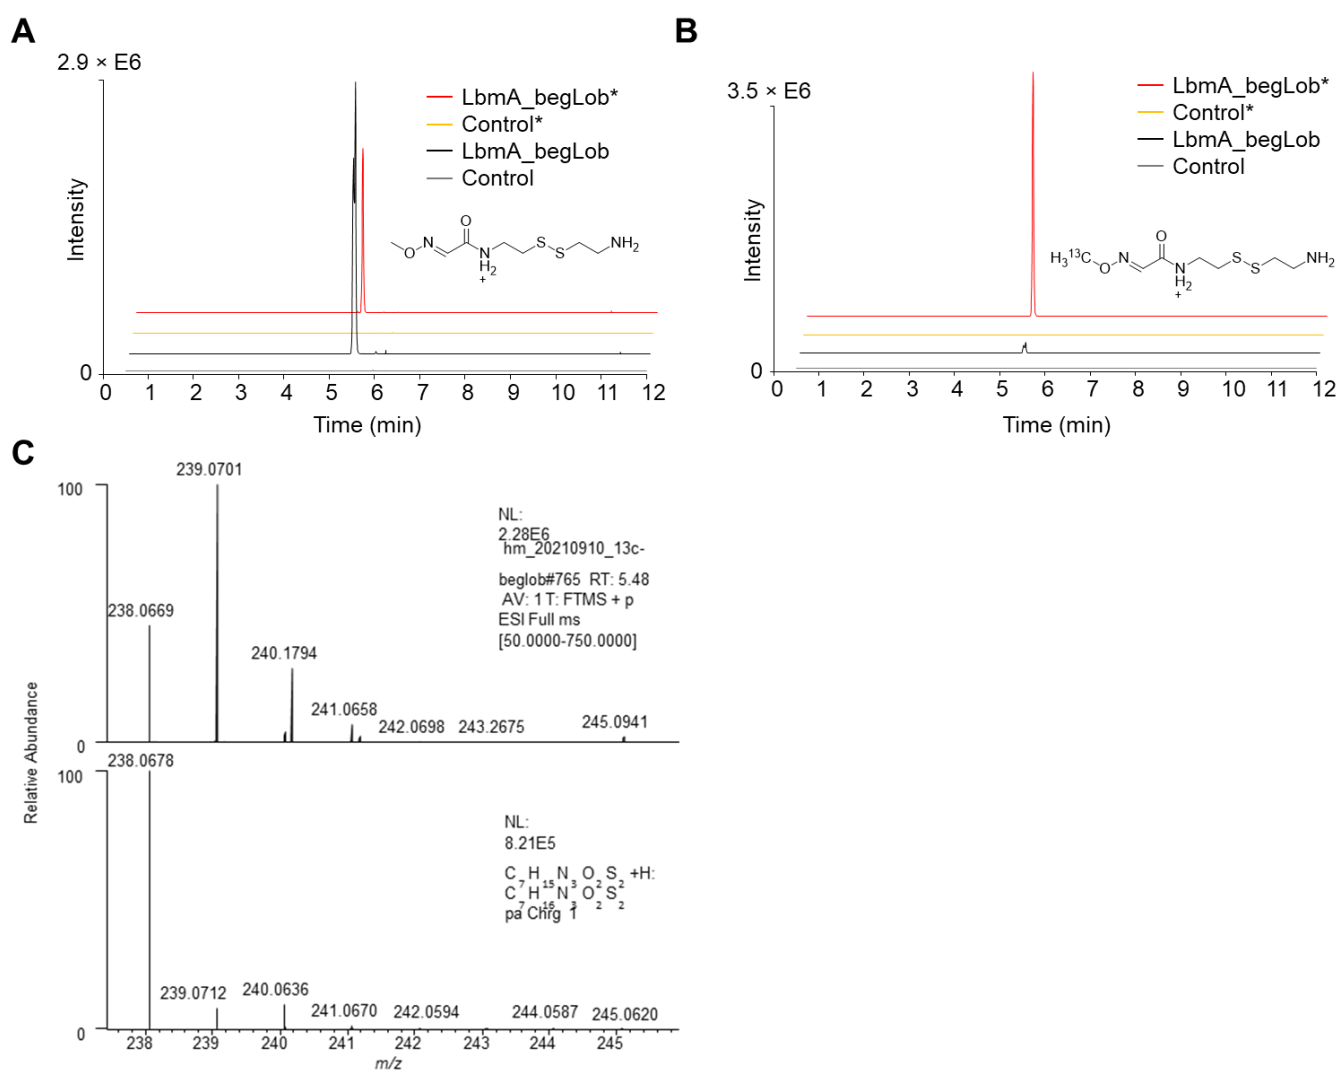 A
2.9 × E6
Intensity
0
LbmA_begLob*
Control*
LbmA_begLob
Control
O
N
O
N
H2
+
S
S
NH2
0 1 2 3 4 5 6 7 8 9 10 11 12
Time (min)
B
3.5 × E6
Intensity
0
LbmA_begLob*
Control*
LbmA_begLob
Control
H313C
O
N
O
N
H2
+
S
S
NH2
0 1 2 3 4 5 6 7 8 9 10 11 12
Time (min)
C
Relative Abundance
100
0
239.0701
238.0669
240.1794
241.0658
242.0698
243.2675
245.0941
NL:
2.28E6
hm_20210910_13c-
beglob#765 RT: 5.48
AV: 1 T: FTMS + p
ESI Full ms
[50.0000-750.0000]
100
0
238.0678
239.0712
240.0636
241.0670
242.0594
244.0587
245.0620
NL:
8.21E5
C7H15N3O2S2 +H:
C7H16N3O2S2
pa Chrg 1
238 239 240 241 242 243 244 245
m/z